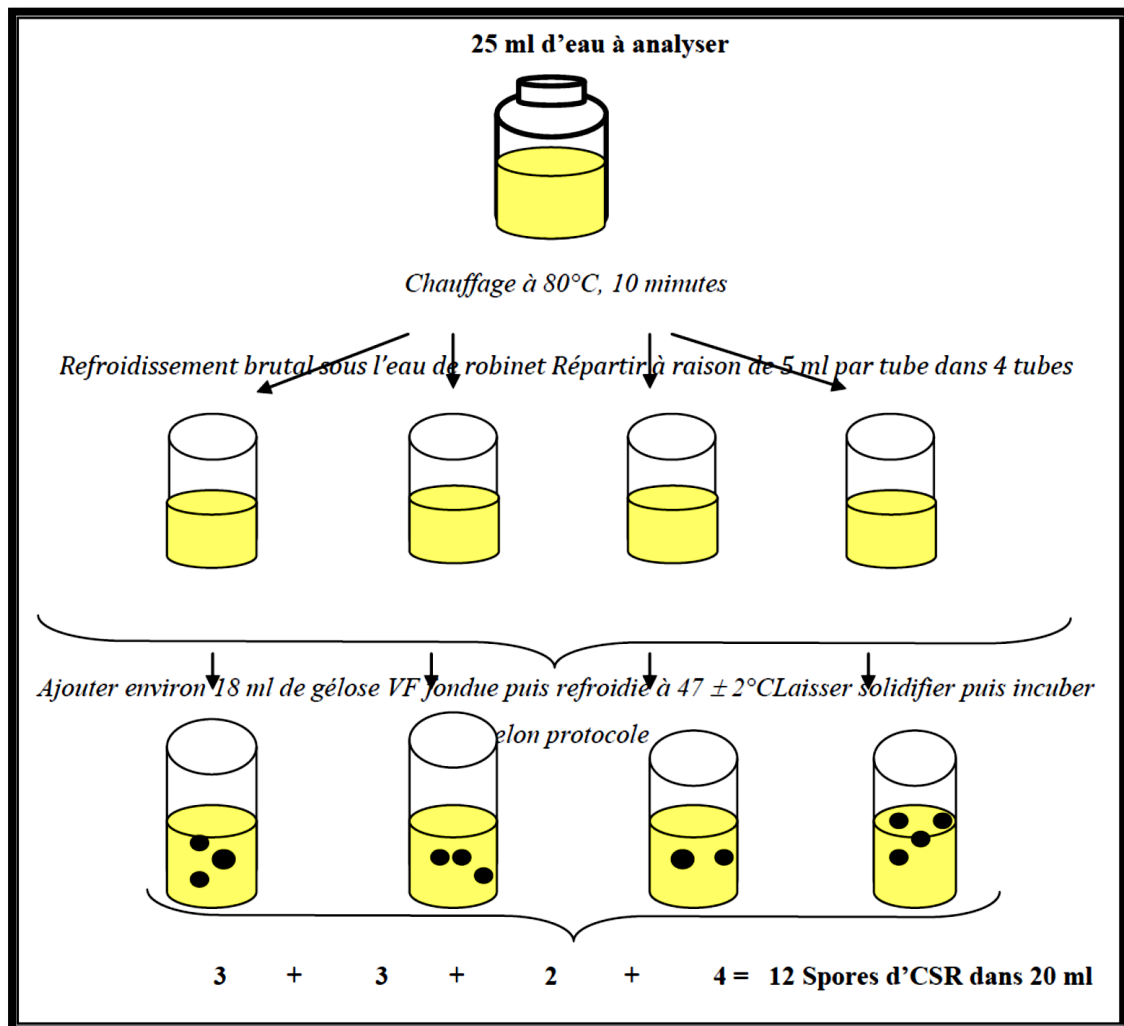 25 ml d’eau à analyser
Chauffage à 80°C, 10 minutes
Refroidissement brutal sous l’eau de robinet Répartir à raison de 5 ml par tube dans 4 tubes
Ajouter environ 18 ml de gélose VF fondue puis refroidie à 47 ± 2°CLaisser solidifier puis incuber
elon protocole
3 + 3 + 2 + 4 = 12 Spores d’CSR dans 20 ml